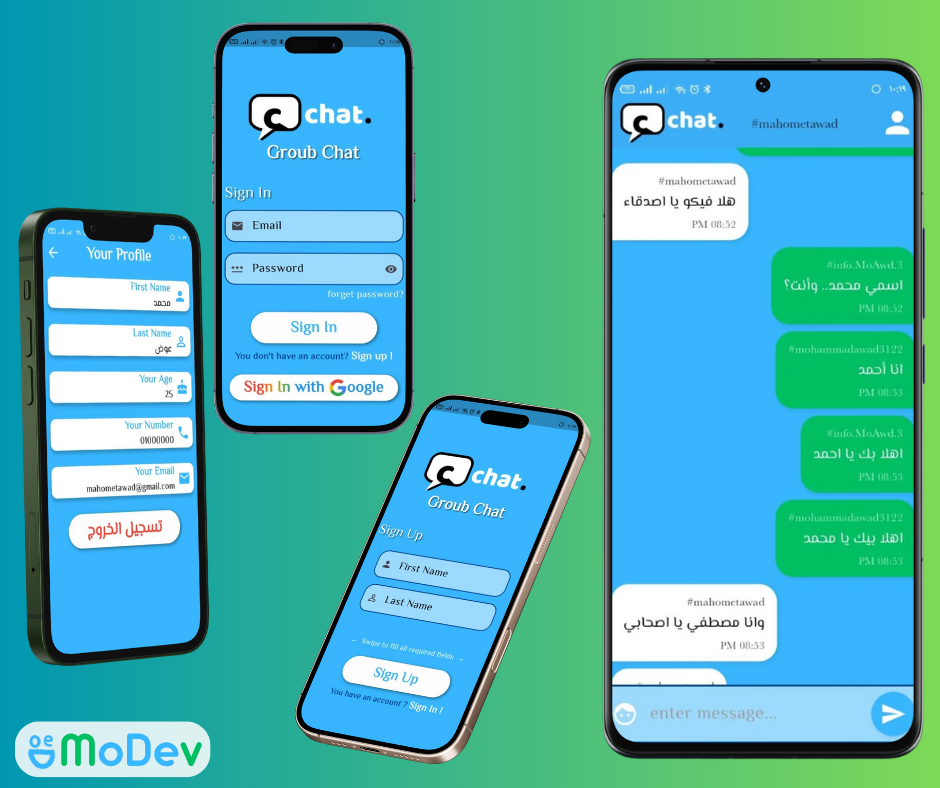 Your Profile
First Name
محمد
Last Name
عوض
Your Age
25
Your Number
01000000
Your Email
mahometawad@gmail.com
تسجيل الخروج
١٠:١٩
c chat.
Groub Chat
Sign In
Email
Password
forget password?
Sign In
You don't have an account? Sign up !
Sign In with Google
c chat.
Groub Chat
Sign Up
First Name
Last Name
← Swipe to fill all required fields →
Sign Up
You have an account ? Sign In !
١٠:١٩
c chat.
#mahometawad
#mahometawad
هلا فيكو يا اصدقاء
PM 08:52
#info.MoAwd.3
اسمي محمد.. وأنت؟
PM 08:52
#mohammadawad3122
انا أحمد
PM 08:53
#info.MoAwd.3
اهلا بك يا احمد
PM 08:53
#mohammadawad3122
اهلا بيك يا محمد
PM 08:53
#mahometawad
وانا مصطفي يا اصحابي
PM 08:53
enter message...
MoDev